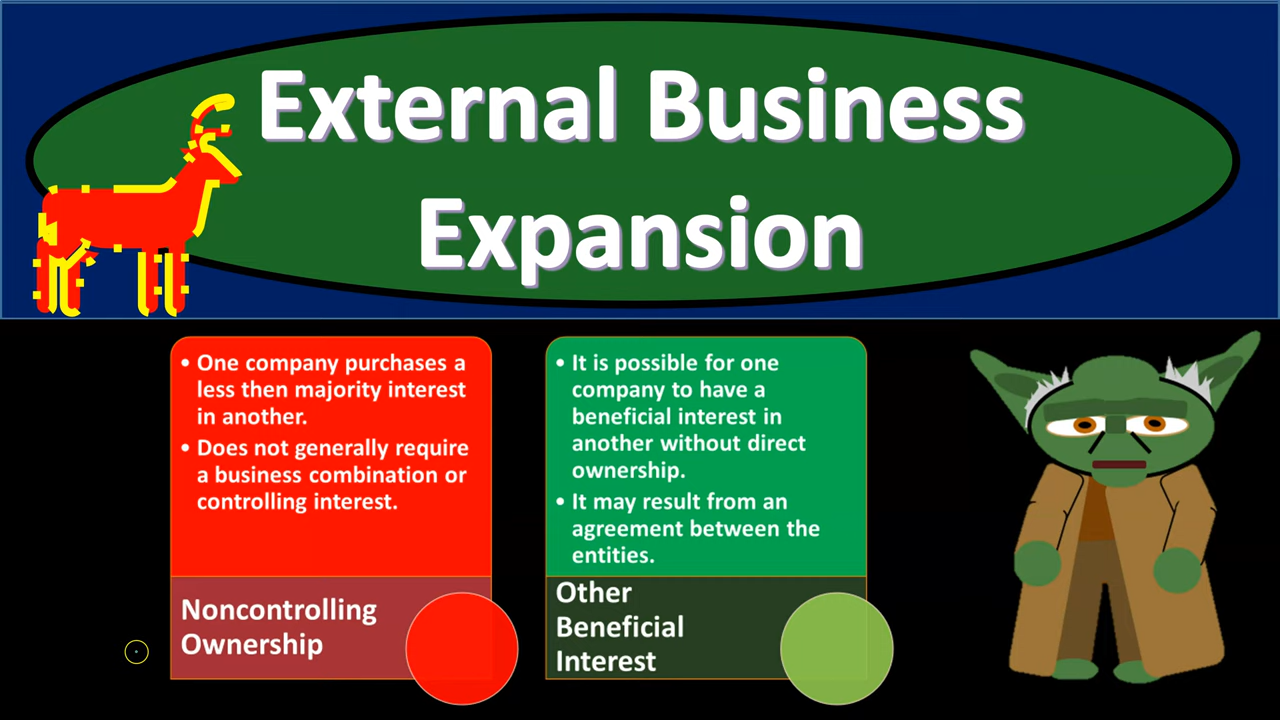 External Business
Expansion
• One company purchases a
less then majority interest
in another.
• Does not generally require
a business combination or
controlling interest.
Noncontrolling
Ownership
• It is possible for one
company to have a
beneficial interest in
another without direct
ownership.
• It may result from an
agreement between the
entities.
Other
Beneficial
Interest